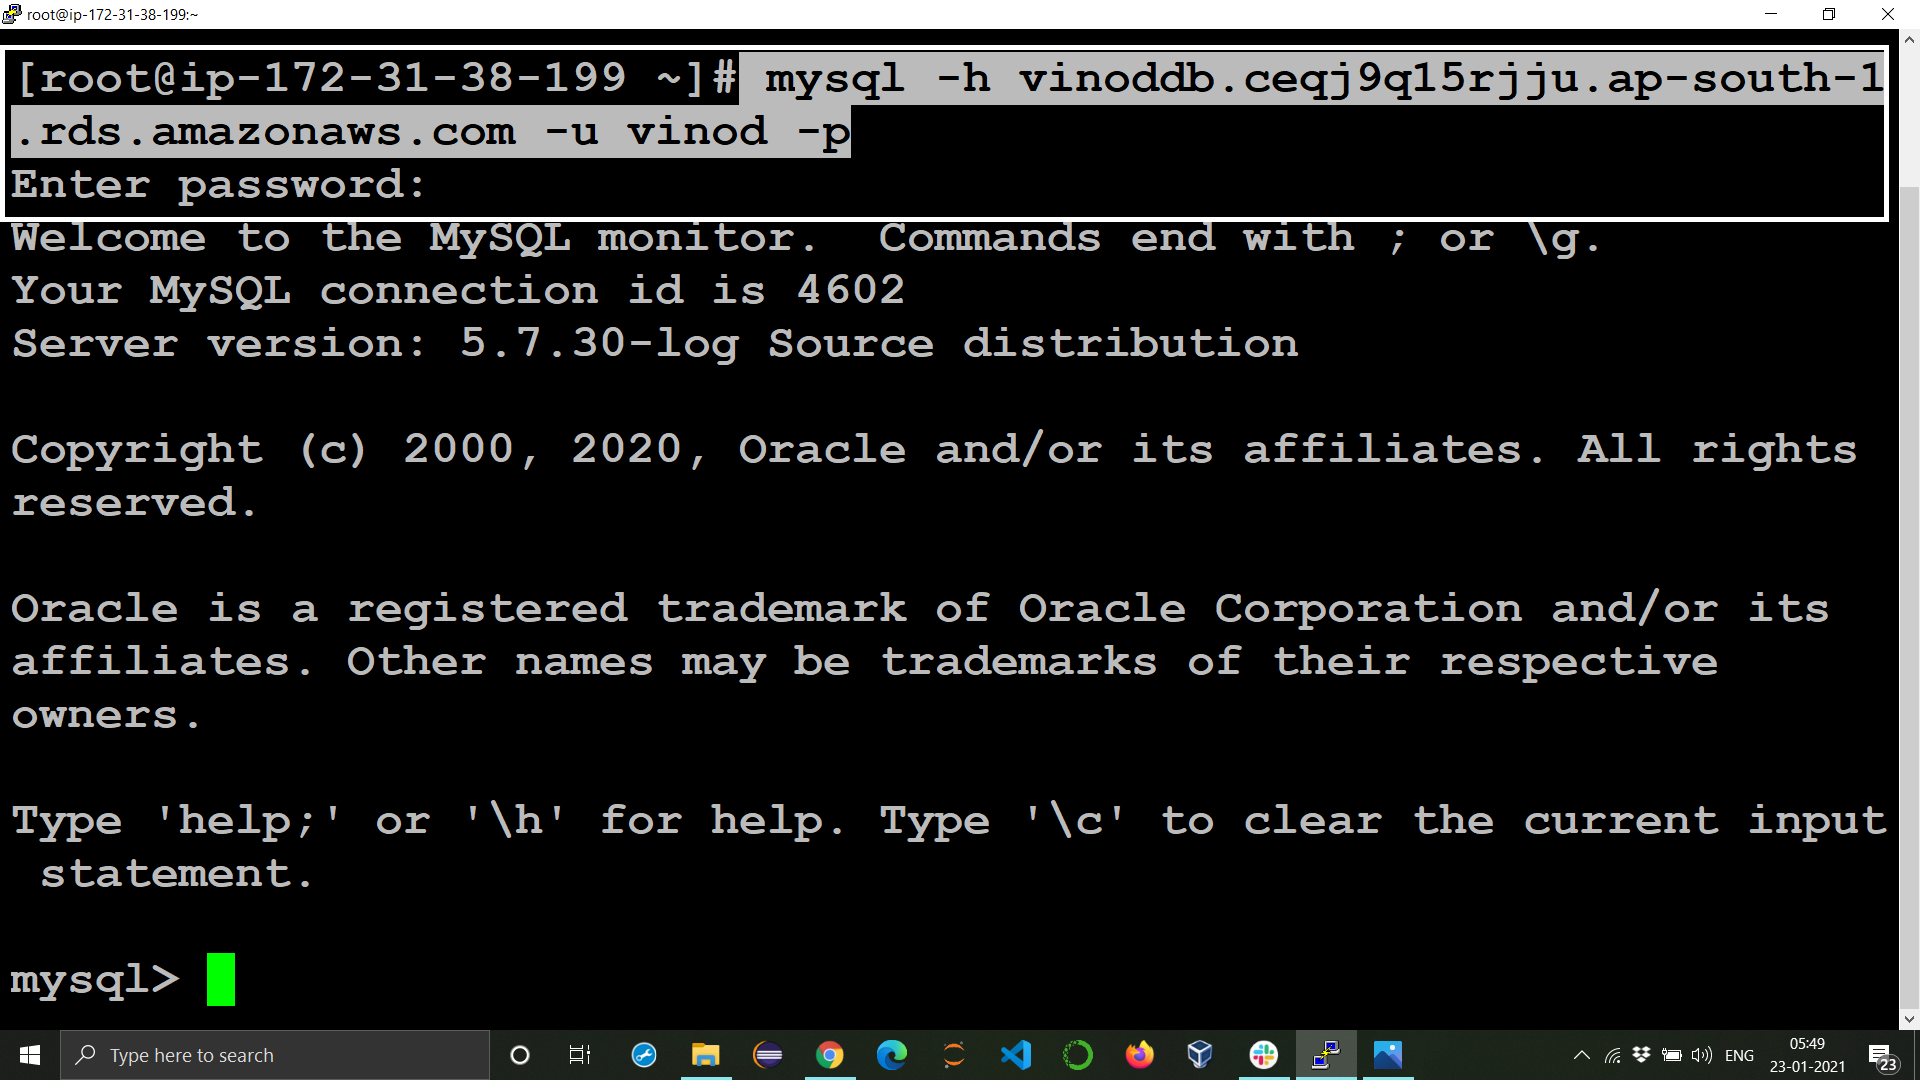 root@ip-172-31-38-199:~
[root@ip-172-31-38-199 ~]# mysql -h vinoddb.ceqj9q15rjju.ap-south-1
.rds.amazonaws.com -u vinod -p
Enter password:
Welcome to the MySQL monitor.  Commands end with ; or \g.
Your MySQL connection id is 4602
Server version: 5.7.30-log Source distribution
Copyright (c) 2000, 2020, Oracle and/or its affiliates. All rights
reserved.
Oracle is a registered trademark of Oracle Corporation and/or its
affiliates. Other names may be trademarks of their respective
owners.
Type 'help;' or '\h' for help. Type '\c' to clear the current input
 statement.
mysql>
Type here to search
ENG
05:49
23-01-2021
23